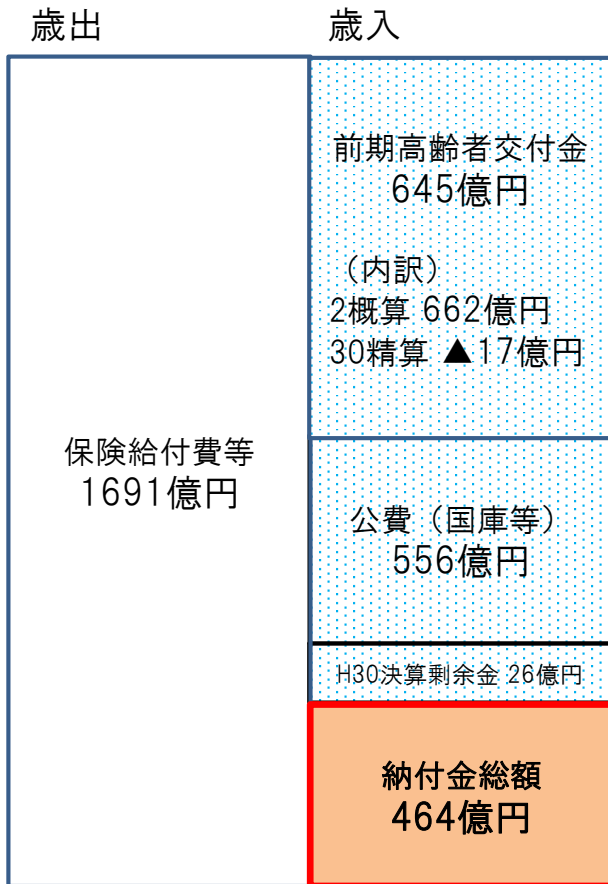 歳出
歳入
保険給付費等
1691億円
前期高齢者交付金
645億円
（内訳）
2概算 662億円
30精算 ▲17億円
公費（国庫等）
556億円
H30決算剰余金 26億円
納付金総額
464億円